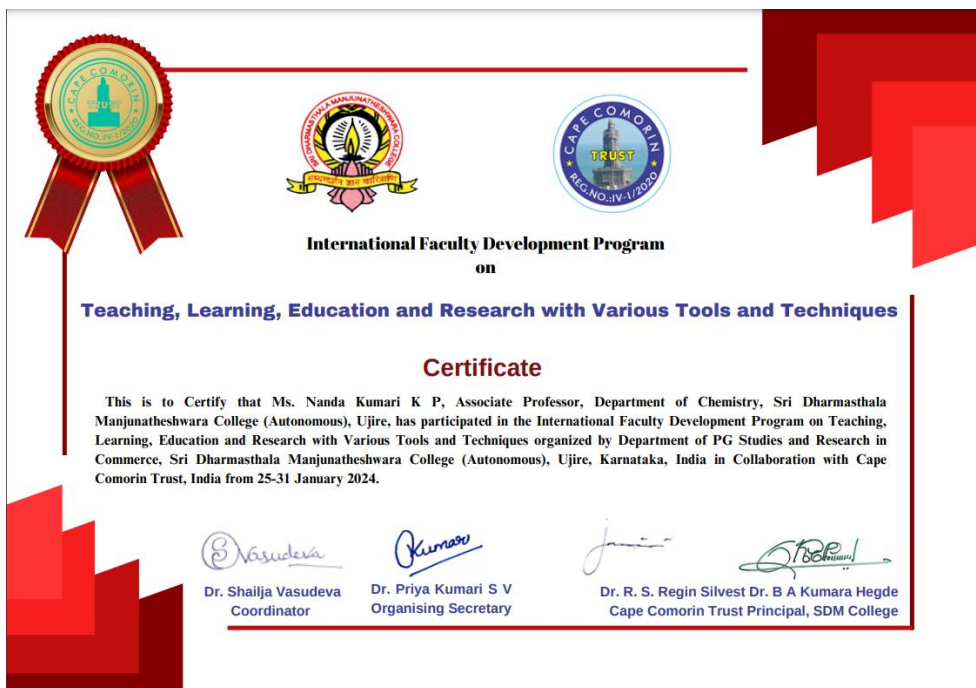 CAPE COMORIN
TRUST
REG.NO.:IV-1/2020
SRI DHARMASTHALA MANJUNATHESHWARA COLLEGE
सम्यग्दर्शन ज्ञान चारित्राणि
CAPE COMORIN
TRUST
REG.NO.:IV-1/2020
International Faculty Development Program
on
Teaching, Learning, Education and Research with Various Tools and Techniques
Certificate
This is to Certify that Ms. Nanda Kumari K P, Associate Professor, Department of Chemistry, Sri Dharmasthala
Manjunatheshwara College (Autonomous), Ujire, has participated in the International Faculty Development Program on Teaching,
Learning, Education and Research with Various Tools and Techniques organized by Department of PG Studies and Research in
Commerce, Sri Dharmasthala Manjunatheshwara College (Autonomous), Ujire, Karnataka, India in Collaboration with Cape
Comorin Trust, India from 25-31 January 2024.
S Vasudeva
Kumari
Dr. Shailja Vasudeva
Coordinator
Dr. Priya Kumari S V
Organising Secretary
Dr. R. S. Regin Silvest Dr. B A Kumara Hegde
Cape Comorin Trust Principal, SDM College